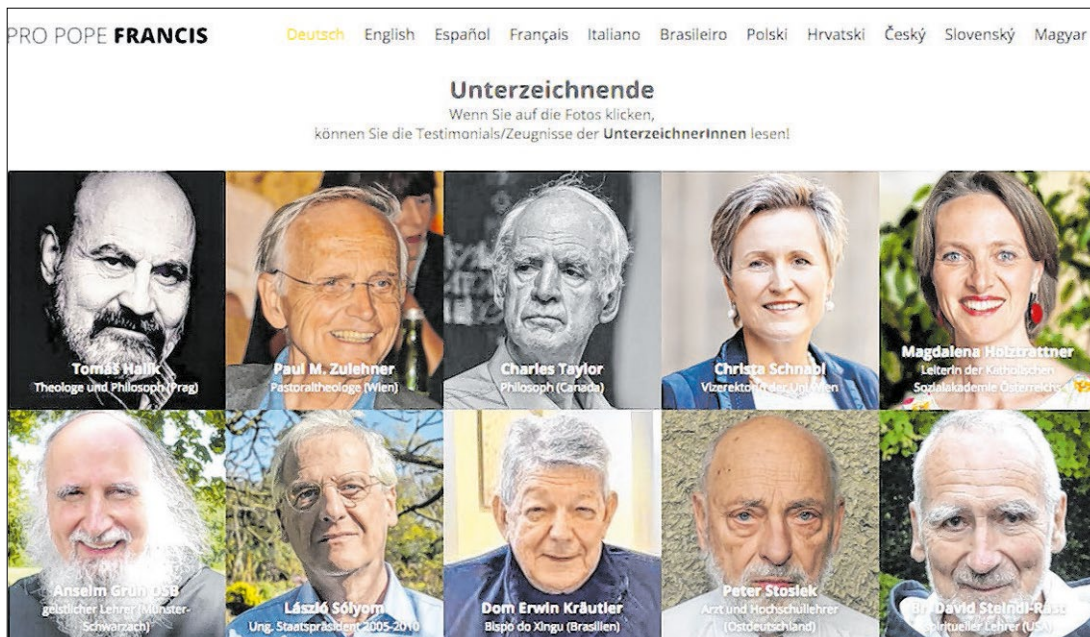 PRO POPE FRANCIS
Deutsch English Español Français Italiano Brasileiro Polski Hrvatski Český Slovenský Magyar
Unterzeichnende
Wenn Sie auf die Fotos klicken,
können Sie die Testimonials/Zeugnisse der UnterzeichnerInnen lesen!
Tomáš Halík
Theologe und Philosoph (Prag)
Paul M. Zulehner
Pastoraltheologe (Wien)
Charles Taylor
Philosoph (Canada)
Christa Schnabl
Vizerektorid der Uni Wien
Magdalena Holztrattner
Leiterin der Katholischen
Sozialakademie Österreichs
Anselm Grün OSB
geistlicher Lehrer (Münster-
Schwarzach)
László Sólyom
Ung. Staatspräsident 2005-2010
Dom Erwin Kräutler
Bispo do Xingu (Brasilien)
Peter Stosiek
Arzt und Hochschullehrer
(Ostdeutschland)
Br. David Steindl-Rast
spiritueller Lehrer (USA)